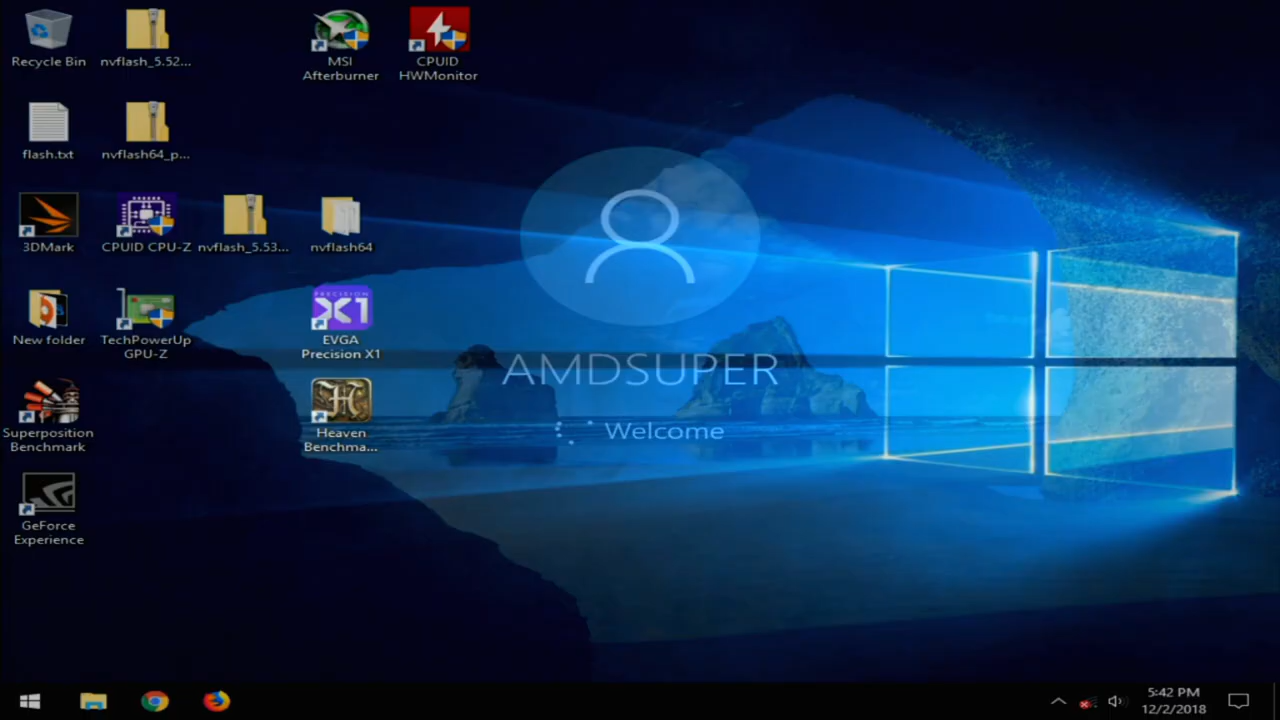 Recycle Bin
nvflash_5.52...
MSI
Afterburner
CPUID
HWMonitor
flash.txt
nvflash64_p...
3DMark
CPUID CPU-Z
nvflash_5.53...
nvflash64
New folder
TechPowerUp
GPU-Z
PRECISION
X1
EVGA
Precision X1
AMDSUPER
Welcome
Superposition
Benchmark
H
Heaven
Benchma...
GeForce
Experience
5:42 PM
12/2/2018